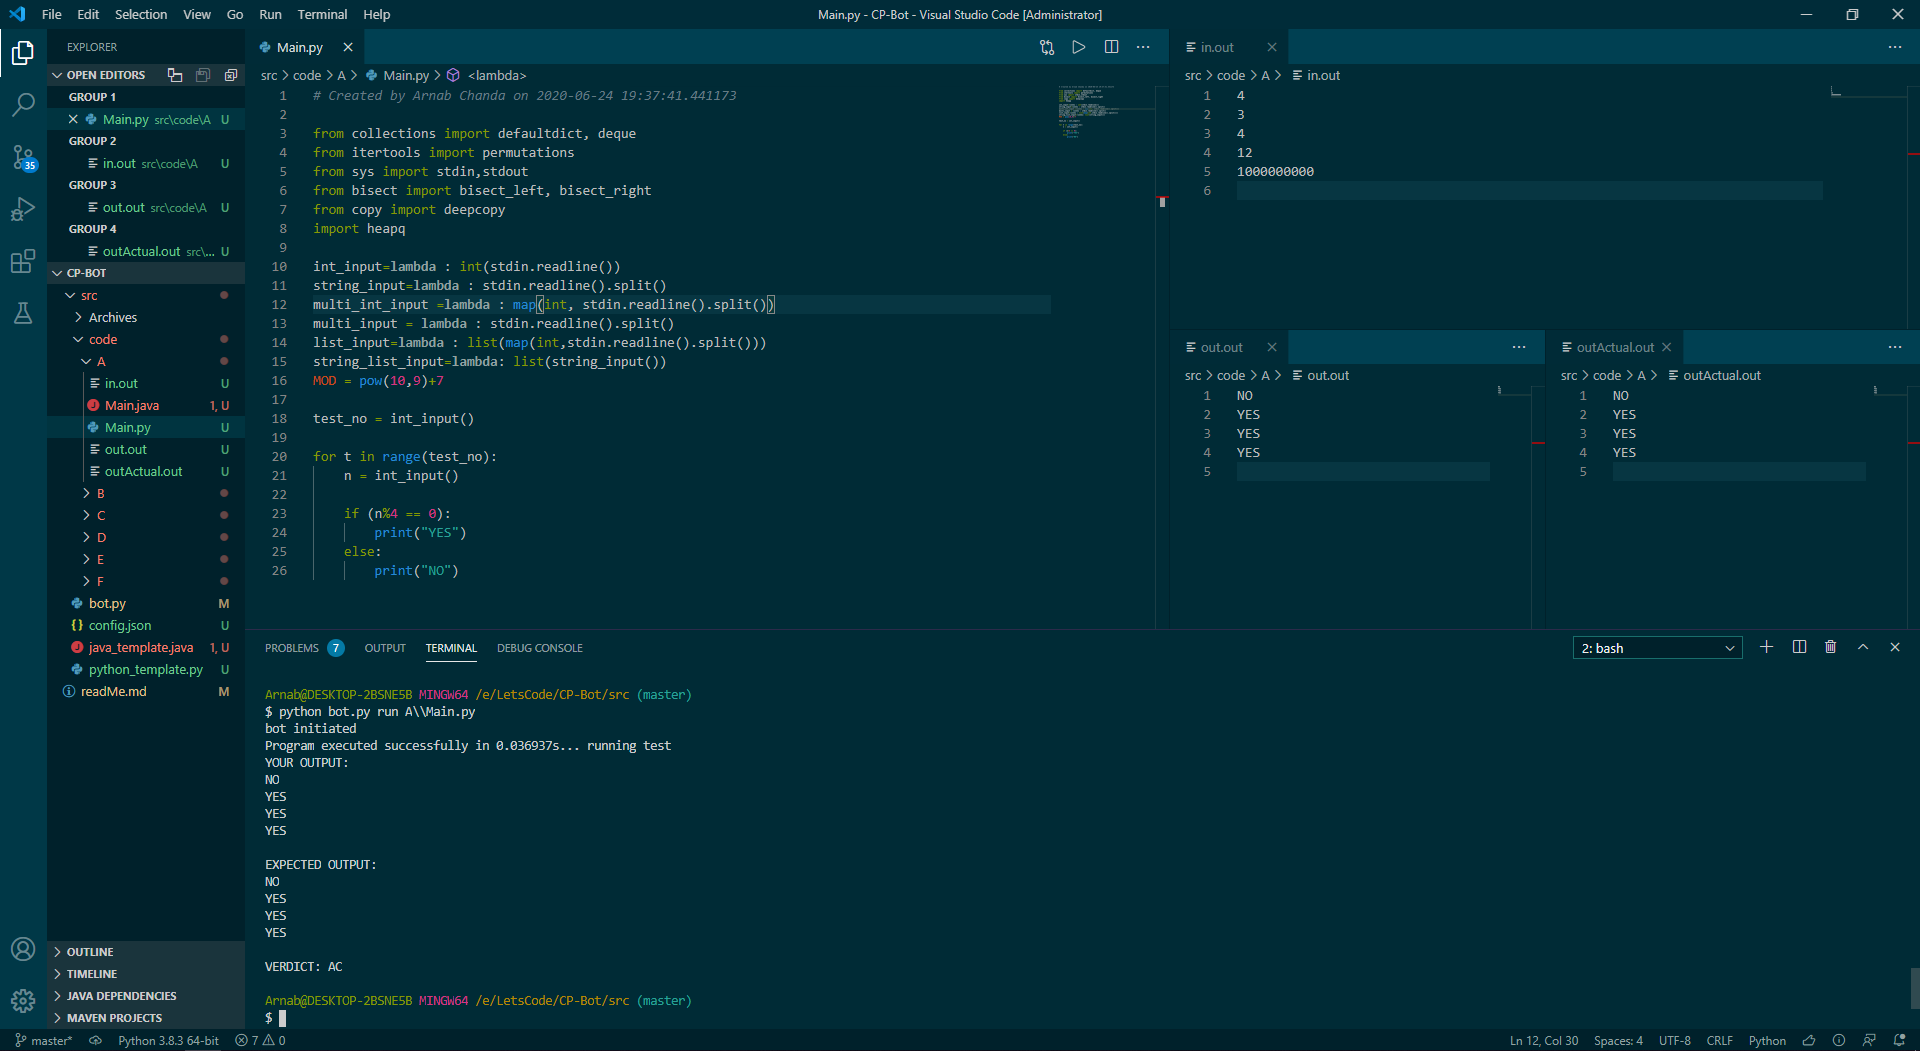 File Edit Selection View Go Run Terminal Help
Main.py - CP-Bot - Visual Studio Code [Administrator]
EXPLORER
OPEN EDITORS
GROUP 1
Main.py src\code\A U
GROUP 2
in.out src\code\A U
GROUP 3
out.out src\code\A U
GROUP 4
outActual.out src\... U
CP-BOT
src
Archives
code
A
in.out U
Main.java 1, U
Main.py U
out.out U
outActual.out U
B
C
D
E
F
bot.py M
config.json U
java_template.java 1, U
python_template.py U
readMe.md M
OUTLINE
TIMELINE
JAVA DEPENDENCIES
MAVEN PROJECTS
35
Main.py
src > code > A > Main.py > <lambda>
1 # Created by Arnab Chanda on 2020-06-24 19:37:41.441173
2
3 from collections import defaultdict, deque
4 from itertools import permutations
5 from sys import stdin,stdout
6 from bisect import bisect_left, bisect_right
7 from copy import deepcopy
8 import heapq
9
10 int_input=lambda : int(stdin.readline())
11 string_input=lambda : stdin.readline().split()
12 multi_int_input =lambda : map(int, stdin.readline().split())
13 multi_input = lambda : stdin.readline().split()
14 list_input=lambda : list(map(int,stdin.readline().split()))
15 string_list_input=lambda: list(string_input())
16 MOD = pow(10,9)+7
17
18 test_no = int_input()
19
20 for t in range(test_no):
21 n = int_input()
22
23 if (n%4 == 0):
24 print("YES")
25 else:
26 print("NO")
in.out
src > code > A > in.out
1 4
2 3
3 4
4 12
5 1000000000
6
out.out
src > code > A > out.out
1 NO
2 YES
3 YES
4 YES
5
outActual.out
src > code > A > outActual.out
1 NO
2 YES
3 YES
4 YES
5
PROBLEMS 7 OUTPUT TERMINAL DEBUG CONSOLE
2: bash
Arnab@DESKTOP-2BSNE5B MINGW64 /e/LetsCode/CP-Bot/src (master)
$ python bot.py run A\\Main.py
bot initiated
Program executed successfully in 0.036937s... running test
YOUR OUTPUT:
NO
YES
YES
YES
EXPECTED OUTPUT:
NO
YES
YES
YES
VERDICT: AC
Arnab@DESKTOP-2BSNE5B MINGW64 /e/LetsCode/CP-Bot/src (master)
$
master* Python 3.8.3 64-bit 7 0
Ln 12, Col 30 Spaces: 4 UTF-8 CRLF Python